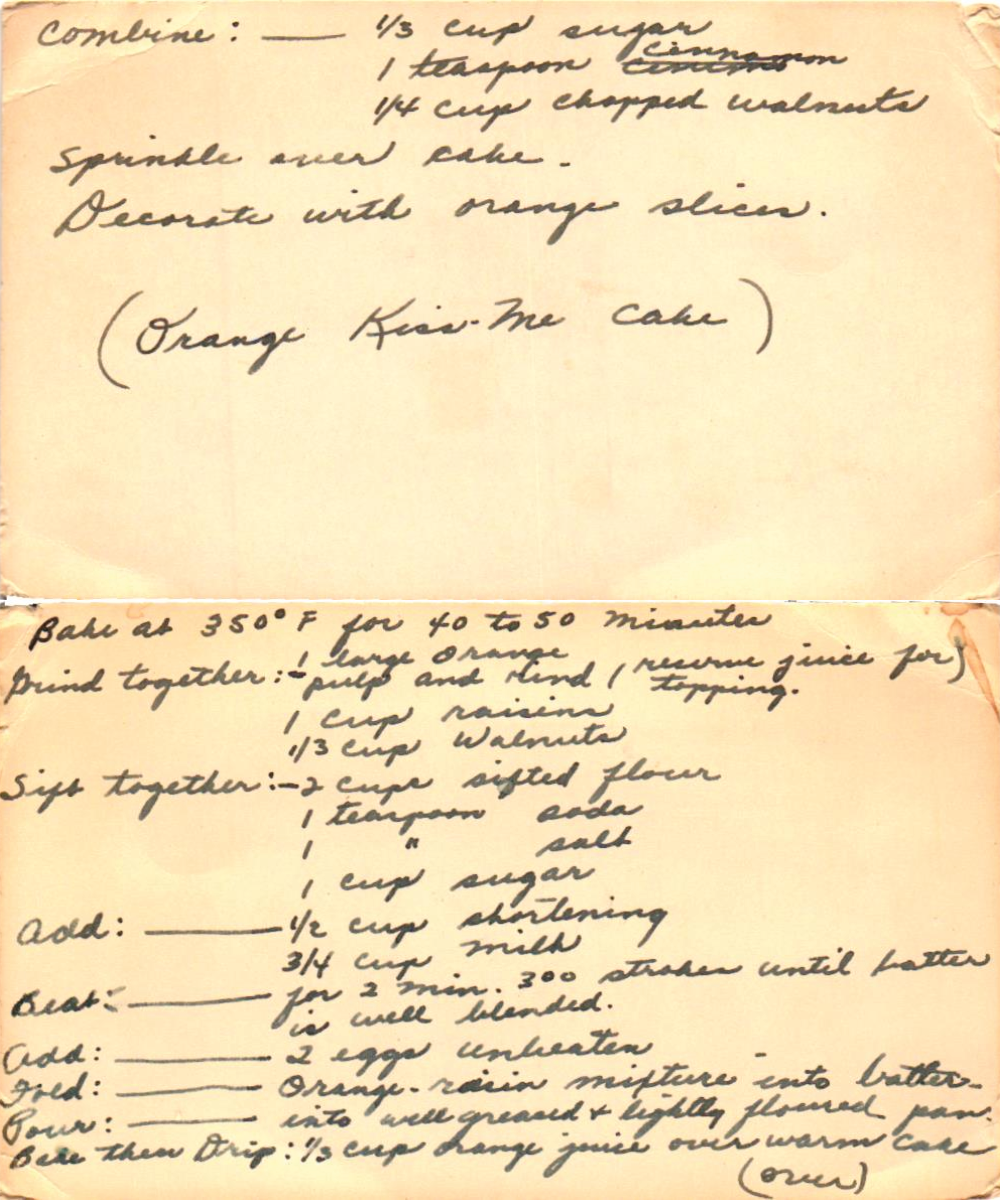 Combine: — 1/3 cup sugar
1 teaspoon cinnamon
1/4 cup chopped walnuts
Sprinkle over cake.
Decorate with orange slices.
(Orange Kiss-Me Cake)
Bake at 350° F for 40 to 50 minutes
Grind together:- 1 large orange
pulp and rind (reserve juice for)
topping.
1 cup raisins
1/3 cup walnuts
Sift together:- 2 cups sifted flour
1 teaspoon soda
1 " salt
1 cup sugar
Add: — 1/2 cup shortening
3/4 cup milk
Beat: — for 2 min. 300 strokes until batter
is well blended.
Add: — 2 eggs unbeaten
Fold: — Orange-raisin mixture into batter.
Pour: — into well greased + lightly floured pan.
Bake then Drip: 1/3 cup orange juice over warm cake
(over)